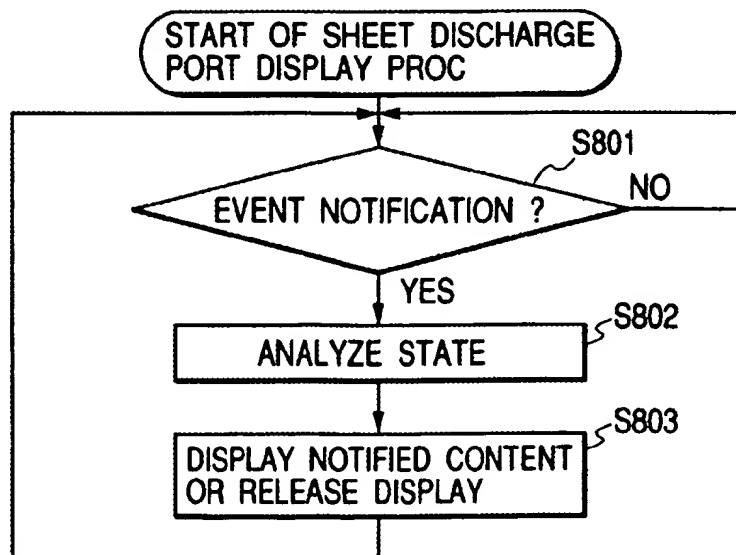 START OF SHEET DISCHARGE
PORT DISPLAY PROC
S801
EVENT NOTIFICATION ?
NO
YES
S802
ANALYZE STATE
S803
DISPLAY NOTIFIED CONTENT
OR RELEASE DISPLAY